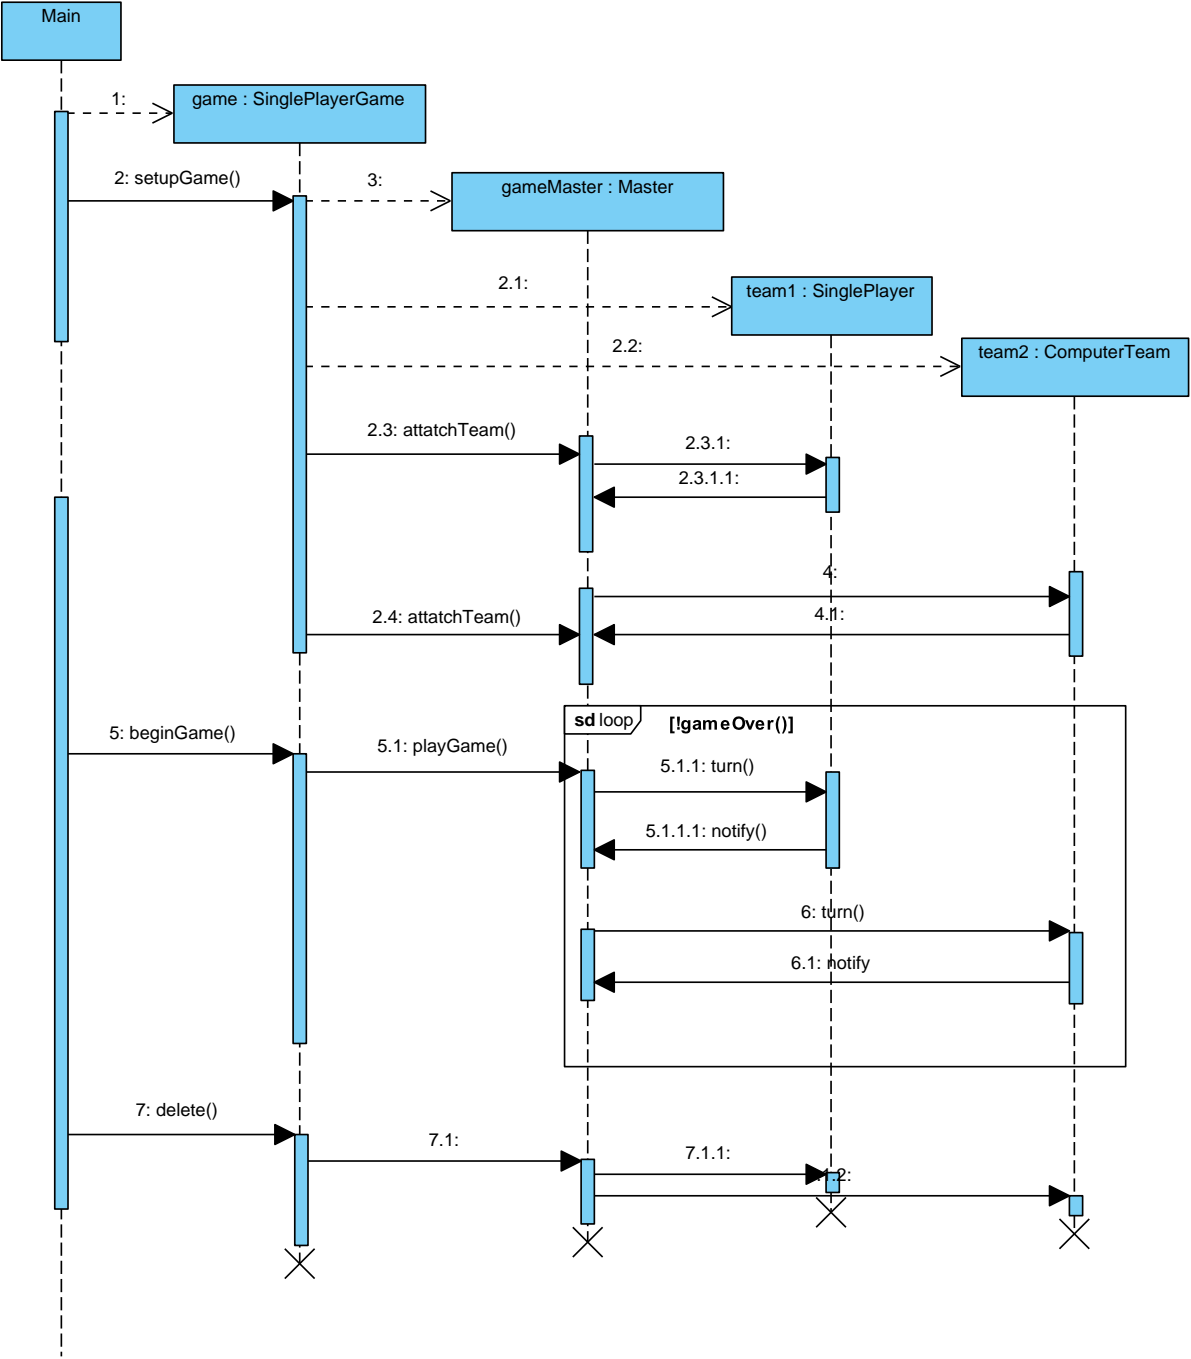 Main
1:
game : SinglePlayerGame
2: setupGame()
3:
gameMaster : Master
2.1:
team1 : SinglePlayer
2.2:
team2 : ComputerTeam
2.3: attatchTeam()
2.3.1:
2.3.1.1:
4:
2.4: attatchTeam()
4.1:
sd loop
[!gameOver()]
5: beginGame()
5.1: playGame()
5.1.1: turn()
5.1.1.1: notify()
6: turn()
6.1: notify
7: delete()
7.1:
7.1.1:
.1.2: